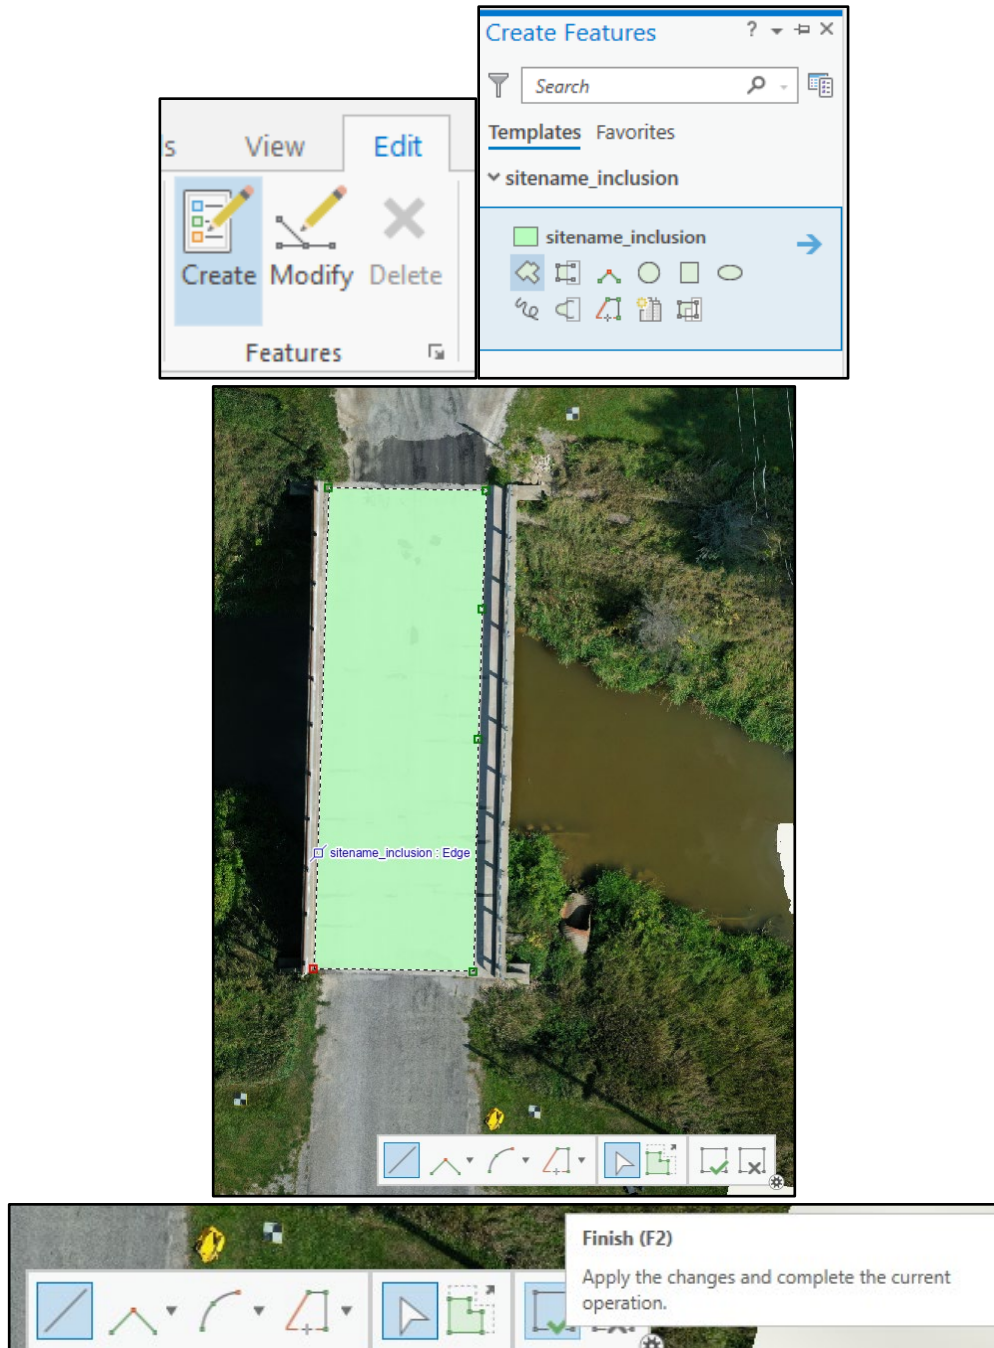 Create Features
?
Search
Templates Favorites
sitename_inclusion
sitename_inclusion
s View Edit
Create Modify Delete
Features
sitename_inclusion : Edge
Finish (F2)
Apply the changes and complete the current
operation.